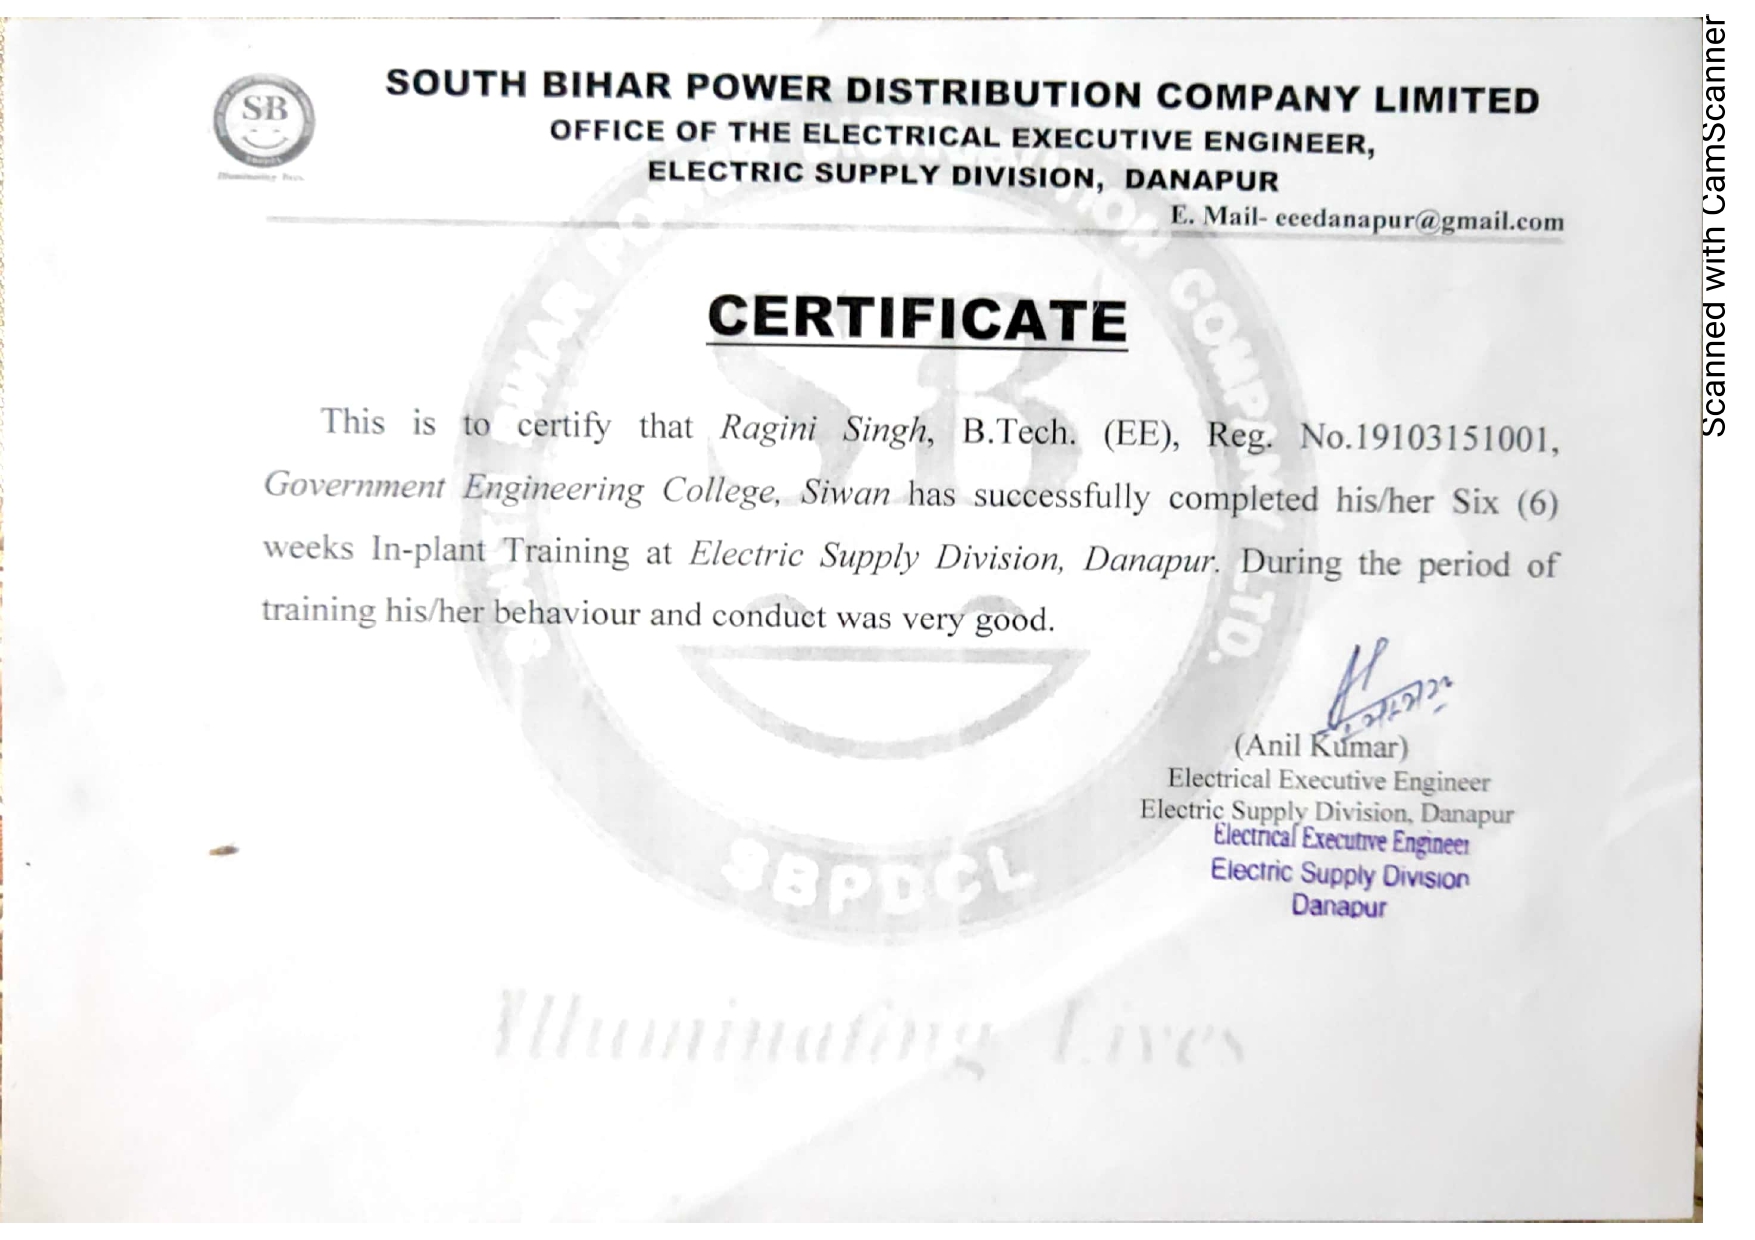 SOUTH BIHAR POWER DISTRIBUTION COMPANY LIMITED
OFFICE OF THE ELECTRICAL EXECUTIVE ENGINEER,
ELECTRIC SUPPLY DIVISION, DANAPUR
E. Mail- eeedanapur@gmail.com
SB
Illuminating lives
CERTIFICATE
This is to certify that Ragini Singh, B.Tech. (EE), Reg. No.19103151001,
Government Engineering College, Siwan has successfully completed his/her Six (6)
weeks In-plant Training at Electric Supply Division, Danapur. During the period of
training his/her behaviour and conduct was very good.
(Anil Kumar)
Electrical Executive Engineer
Electric Supply Division, Danapur
Electrical Executive Engineer
Electric Supply Division
Danapur
SB
SOUTH BIHAR POWER DISTRIBUTION COMPANY LTD.
SBPDCL
Illuminating Lives
Scanned with CamScanner